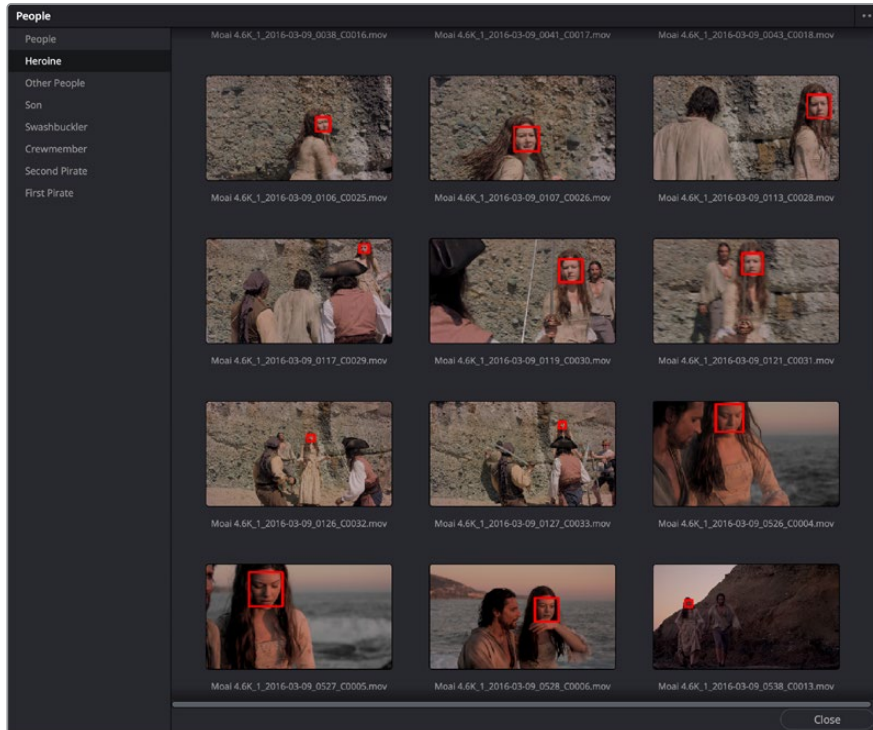 People
People
Heroine
Other People
Son
Swashbuckler
Crewmember
Second Pirate
First Pirate
Moai 4.6K_1_2016-03-09_0038_C0016.mov Moai 4.6K_1_2016-03-09_0041_C0017.mov Moai 4.6K_1_2016-03-09_0043_C0018.mov
Moai 4.6K_1_2016-03-09_0106_C0025.mov Moai 4.6K_1_2016-03-09_0107_C0026.mov Moai 4.6K_1_2016-03-09_0113_C0028.mov
Moai 4.6K_1_2016-03-09_0117_C0029.mov Moai 4.6K_1_2016-03-09_0119_C0030.mov Moai 4.6K_1_2016-03-09_0121_C0031.mov
Moai 4.6K_1_2016-03-09_0126_C0032.mov Moai 4.6K_1_2016-03-09_0127_C0033.mov Moai 4.6K_1_2016-03-09_0526_C0004.mov
Moai 4.6K_1_2016-03-09_0527_C0005.mov Moai 4.6K_1_2016-03-09_0528_C0006.mov Moai 4.6K_1_2016-03-09_0538_C0013.mov
Close